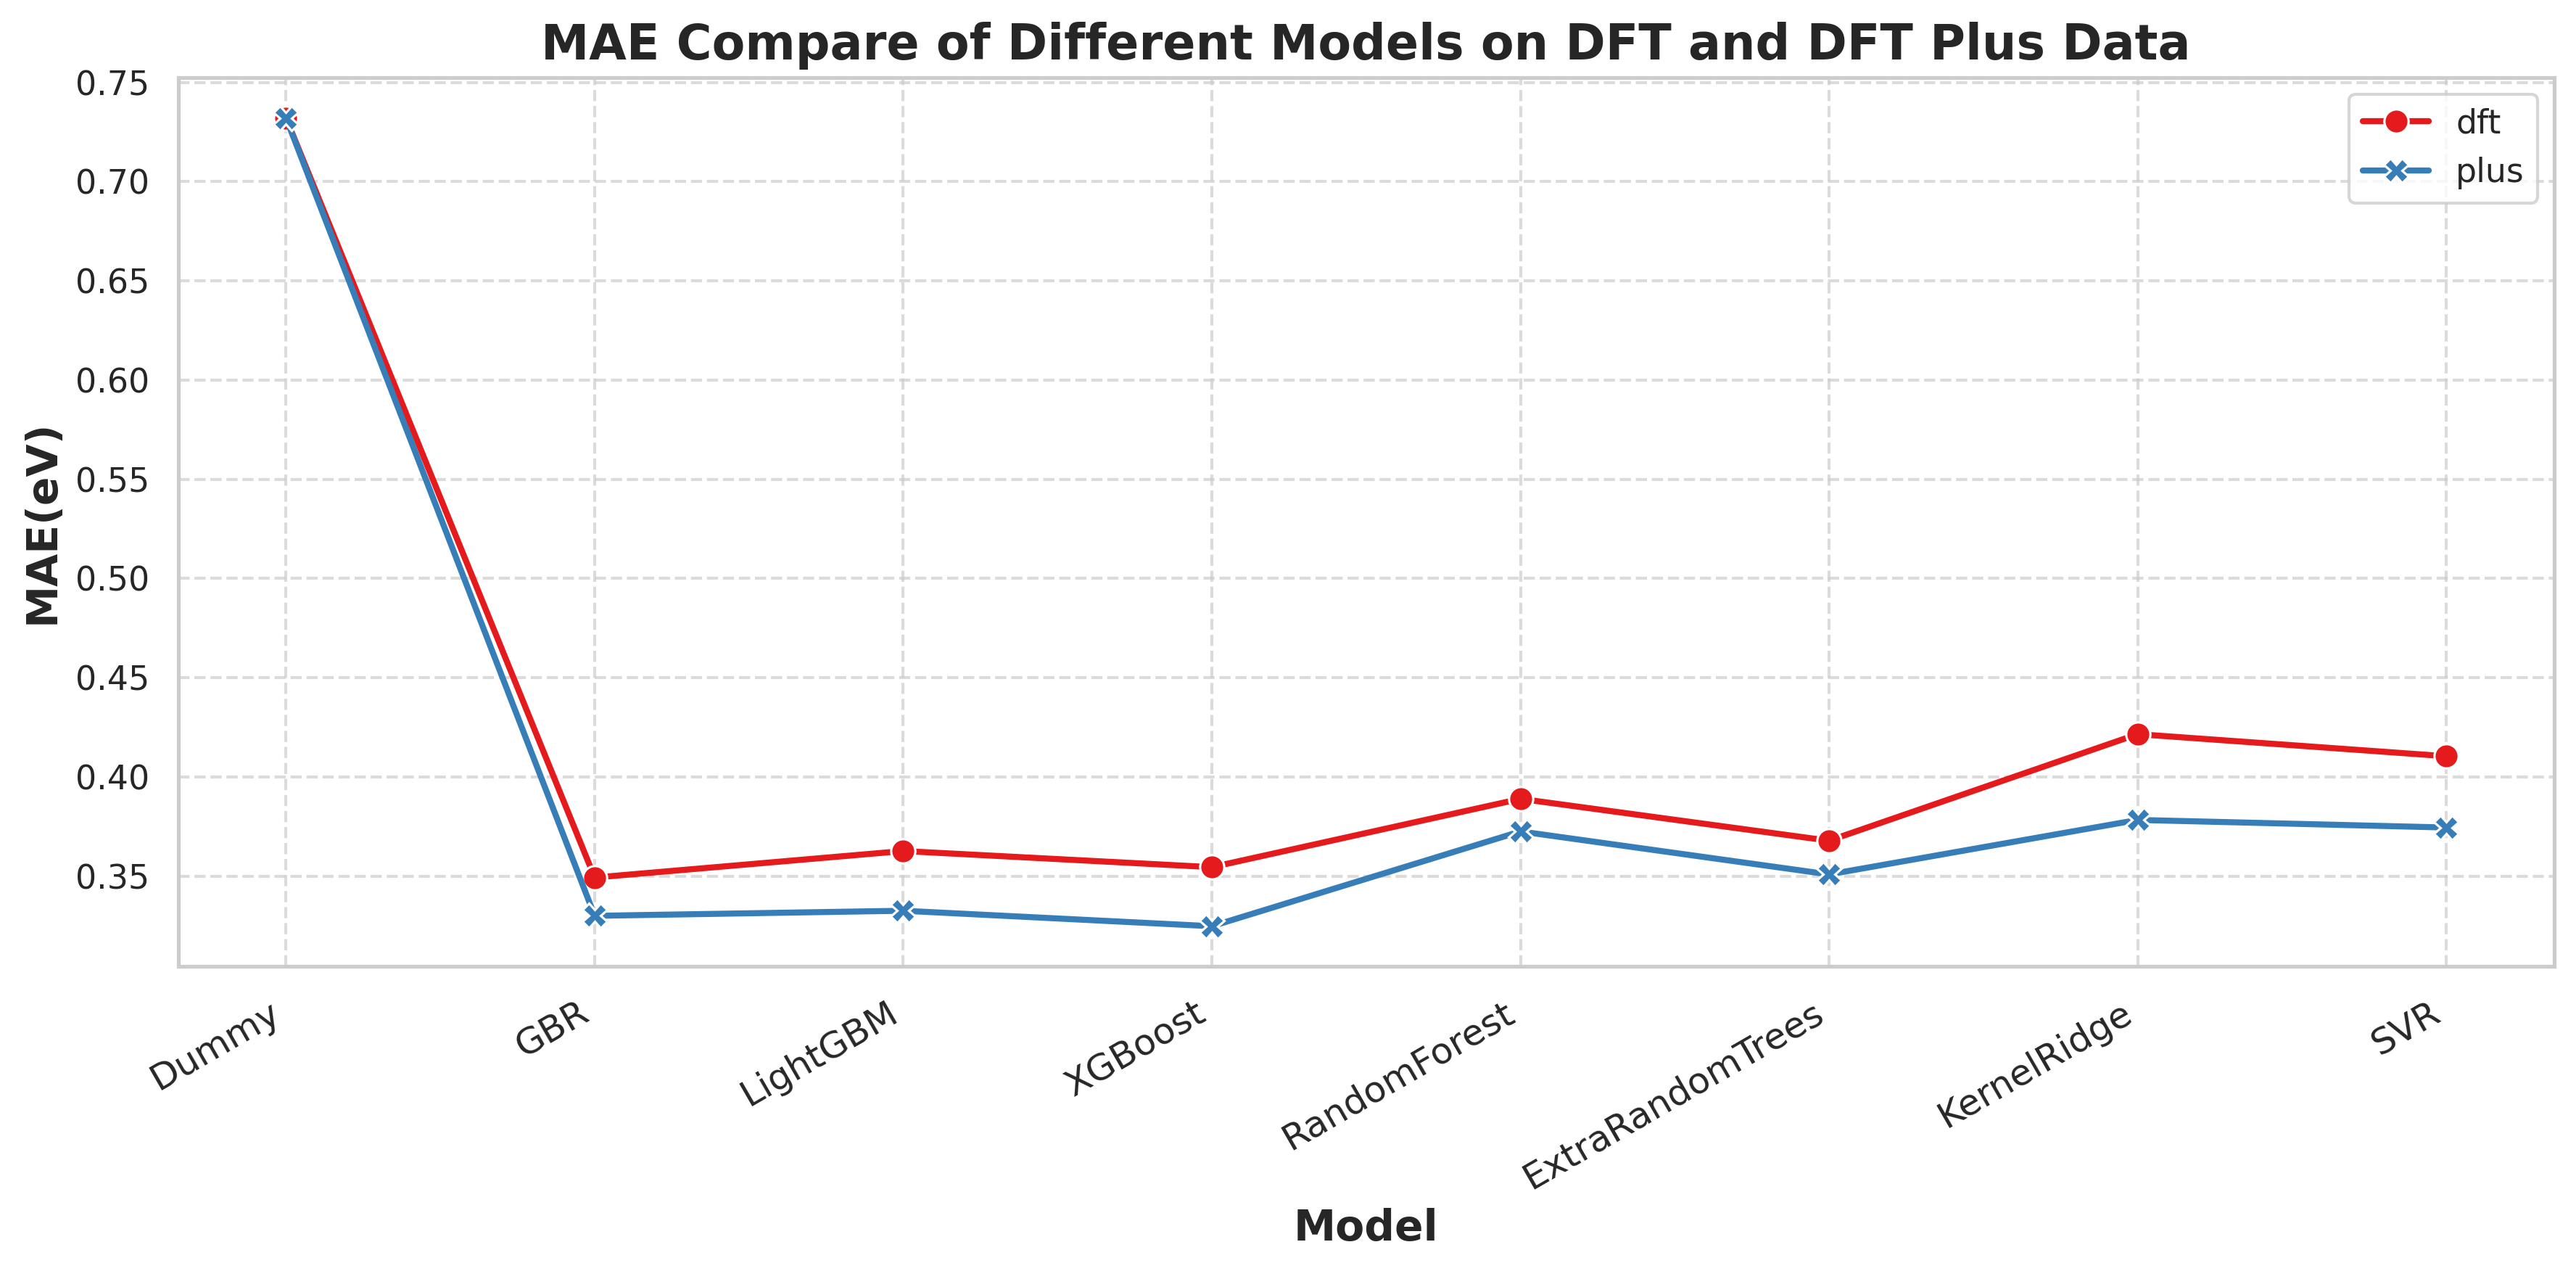 MAE Compare of Different Models on DFT and DFT Plus Data
dft
plus
MAE(eV)
0.75
0.70
0.65
0.60
0.55
0.50
0.45
0.40
0.35
Dummy
GBR
LightGBM
XGBoost
RandomForest
ExtraRandomTrees
KernelRidge
SVR
Model